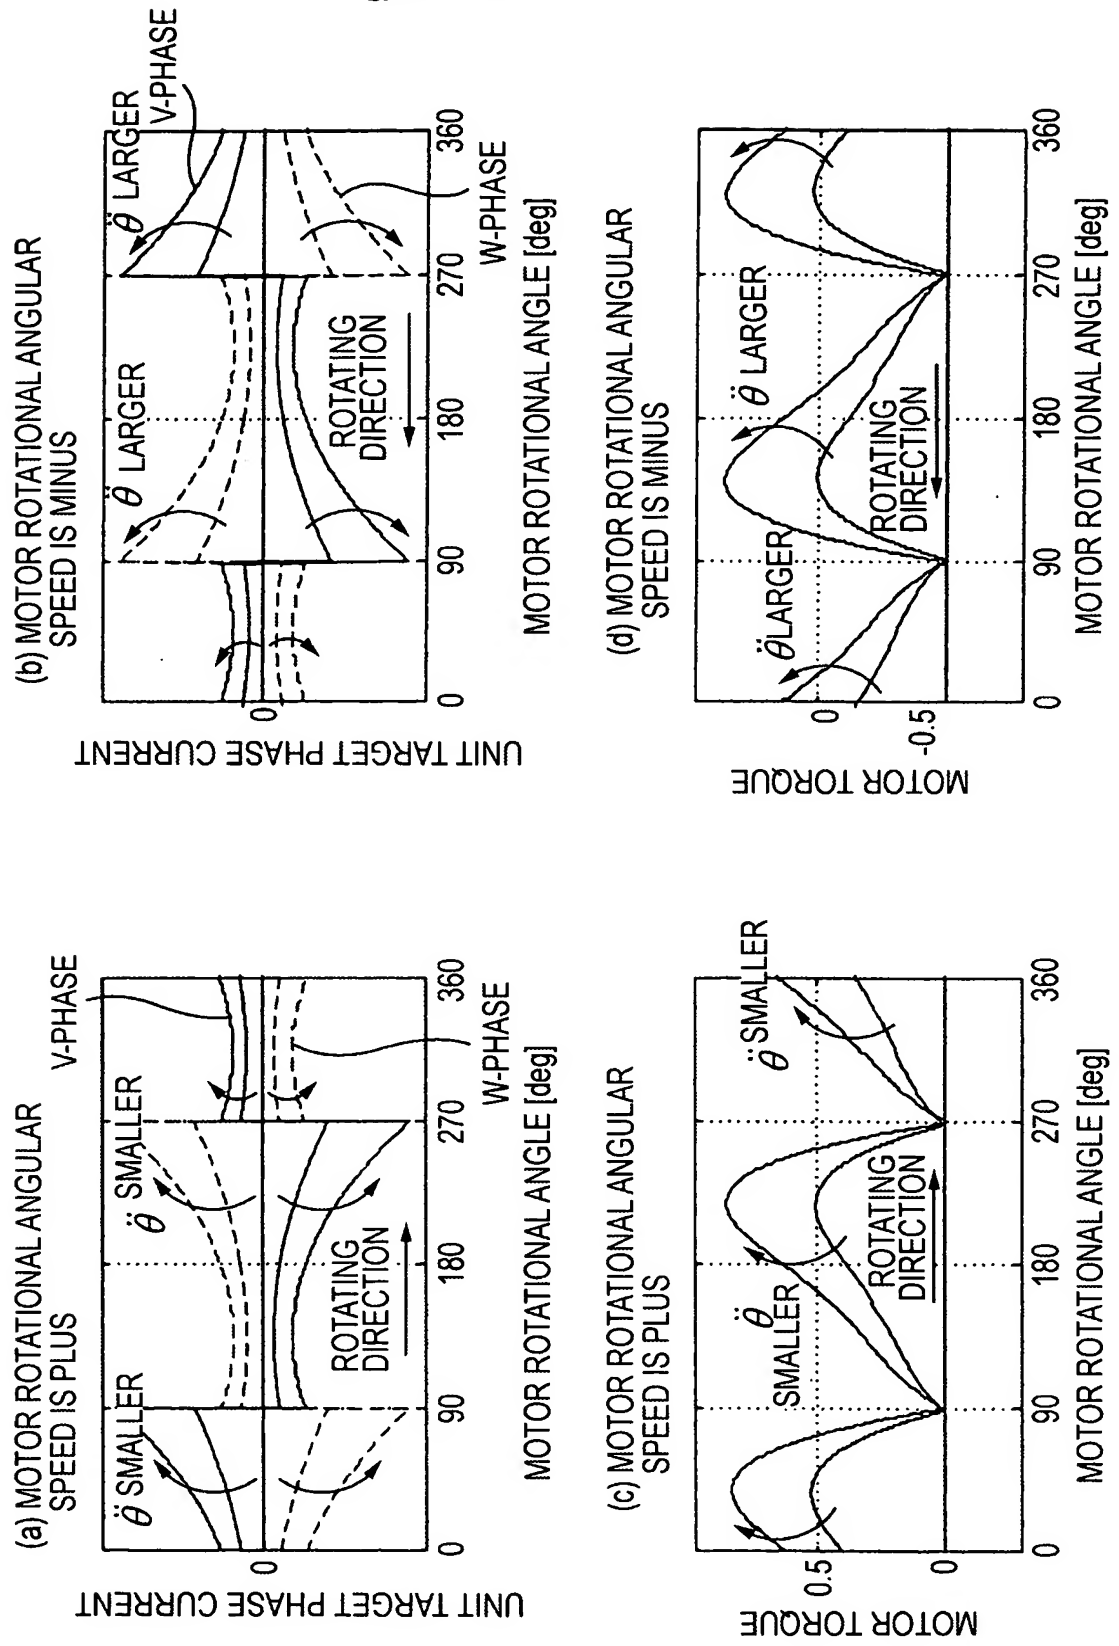 (a) MOTOR ROTATIONAL ANGULAR
SPEED IS PLUS
UNIT TARGET PHASE CURRENT
0
θ̈ SMALLER
θ̈ SMALLER
V-PHASE
W-PHASE
ROTATING
DIRECTION
0
90
180
270
360
MOTOR ROTATIONAL ANGLE [deg]
(b) MOTOR ROTATIONAL ANGULAR
SPEED IS MINUS
UNIT TARGET PHASE CURRENT
0
θ̈ LARGER
θ̈ LARGER
V-PHASE
W-PHASE
ROTATING
DIRECTION
0
90
180
270
360
MOTOR ROTATIONAL ANGLE [deg]
(c) MOTOR ROTATIONAL ANGULAR
SPEED IS PLUS
MOTOR TORQUE
0.5
0
θ̈
SMALLER
θ̈ SMALLER
ROTATING
DIRECTION
0
90
180
270
360
MOTOR ROTATIONAL ANGLE [deg]
(d) MOTOR ROTATIONAL ANGULAR
SPEED IS MINUS
MOTOR TORQUE
0
-0.5
θ̈ LARGER
θ̈ LARGER
ROTATING
DIRECTION
0
90
180
270
360
MOTOR ROTATIONAL ANGLE [deg]